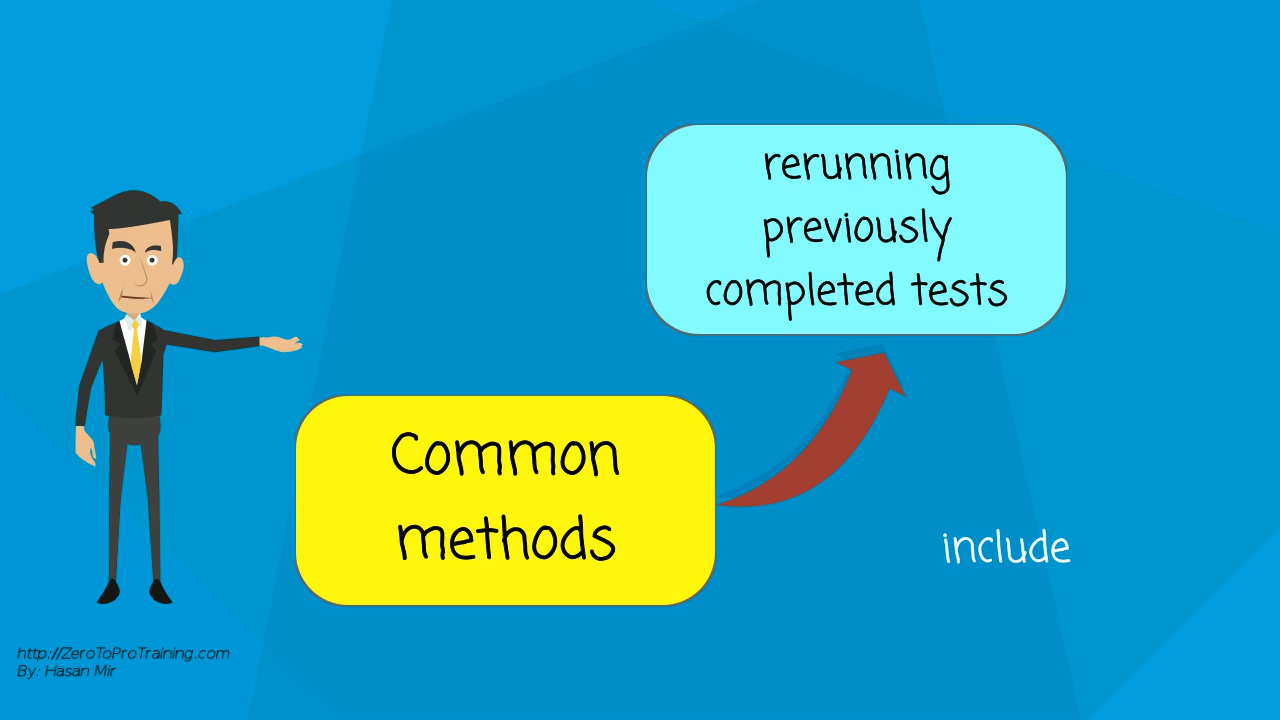 rerunning
previously
completed tests
Common
methods
include
http://ZeroToProTraining.com
By: Hasan Mir